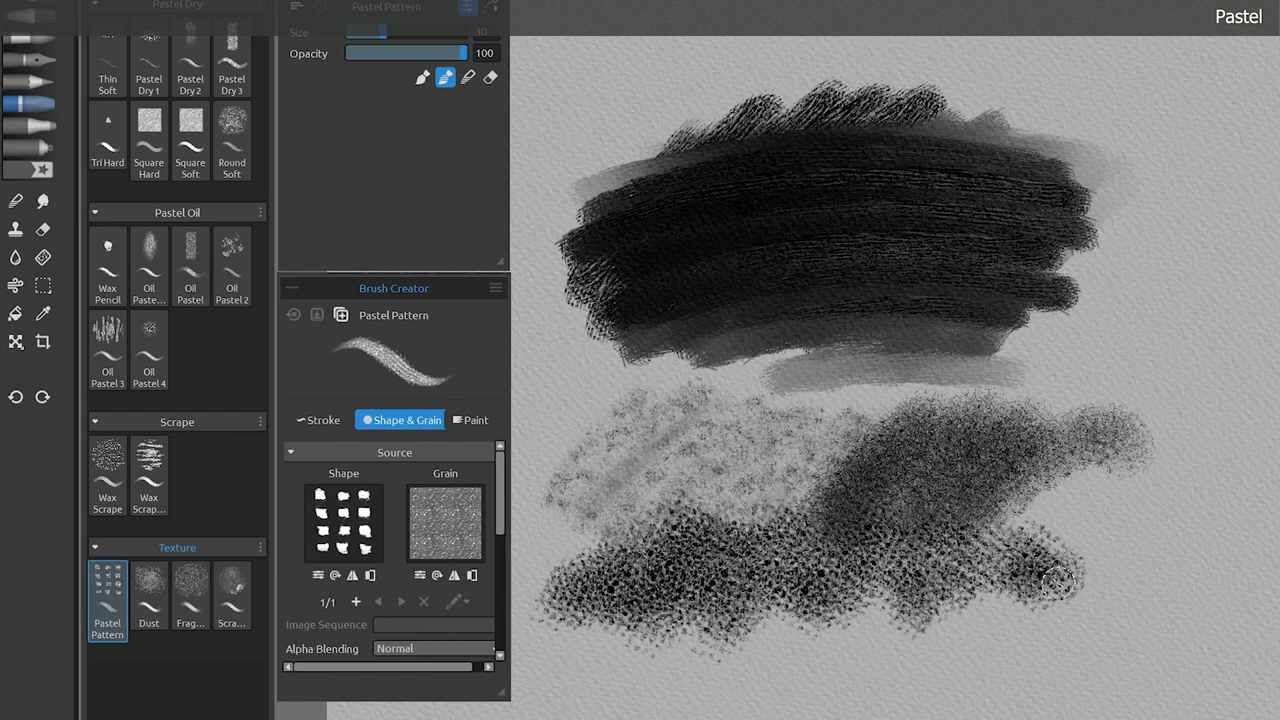 Pastel
Pastel Dry
Thin
Soft
Pastel
Dry 1
Pastel
Dry 2
Pastel
Dry 3
Tri Hard
Square
Hard
Square
Soft
Round
Soft
Pastel Oil
Wax
Pencil
Oil
Paste...
Oil
Pastel
Oil
Pastel 2
Oil
Pastel 3
Oil
Pastel 4
Scrape
Wax
Scrape
Wax
Scrap...
Texture
Pastel
Pattern
Dust
Frag...
Scra...
Pastel Pattern
Size 30
Opacity 100
Brush Creator
Pastel Pattern
Stroke Shape & Grain Paint
Source
Shape Grain
1/1
Image Sequence
Alpha Blending Normal